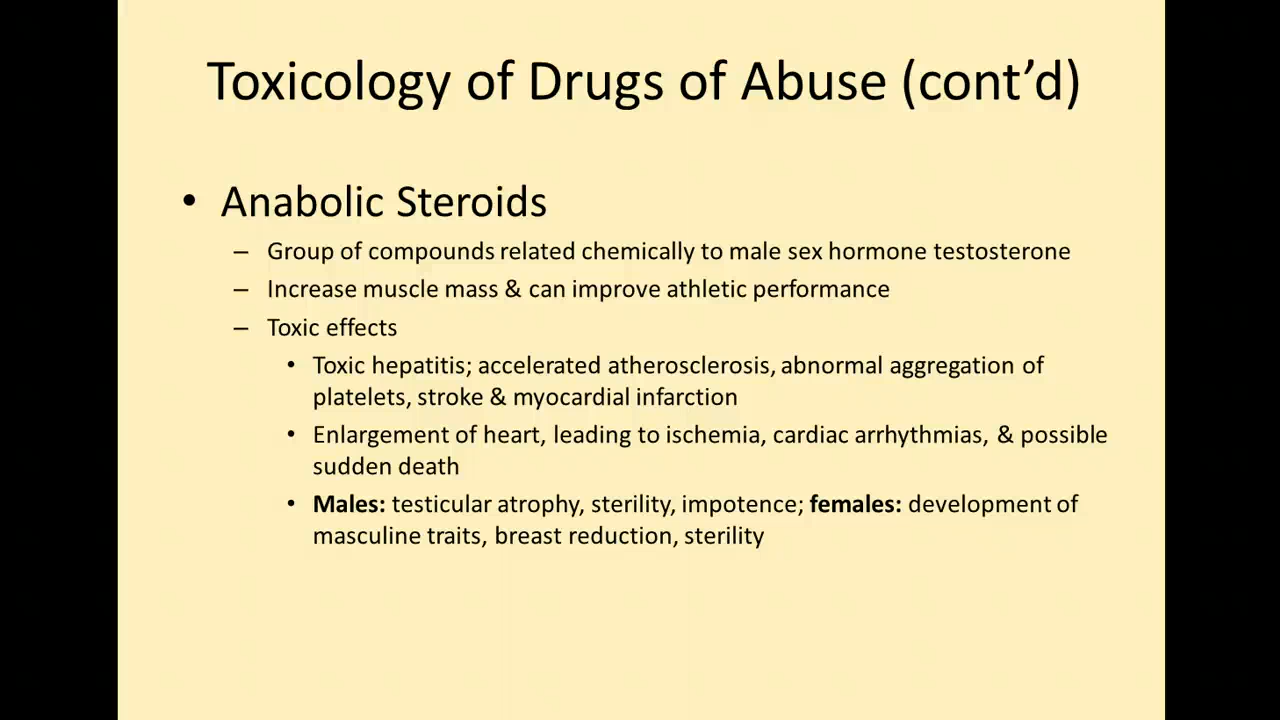 Toxicology of Drugs of Abuse (cont’d)
• Anabolic Steroids
– Group of compounds related chemically to male sex hormone testosterone
– Increase muscle mass & can improve athletic performance
– Toxic effects
• Toxic hepatitis; accelerated atherosclerosis, abnormal aggregation of
platelets, stroke & myocardial infarction
• Enlargement of heart, leading to ischemia, cardiac arrhythmias, & possible
sudden death
• Males: testicular atrophy, sterility, impotence; females: development of
masculine traits, breast reduction, sterility